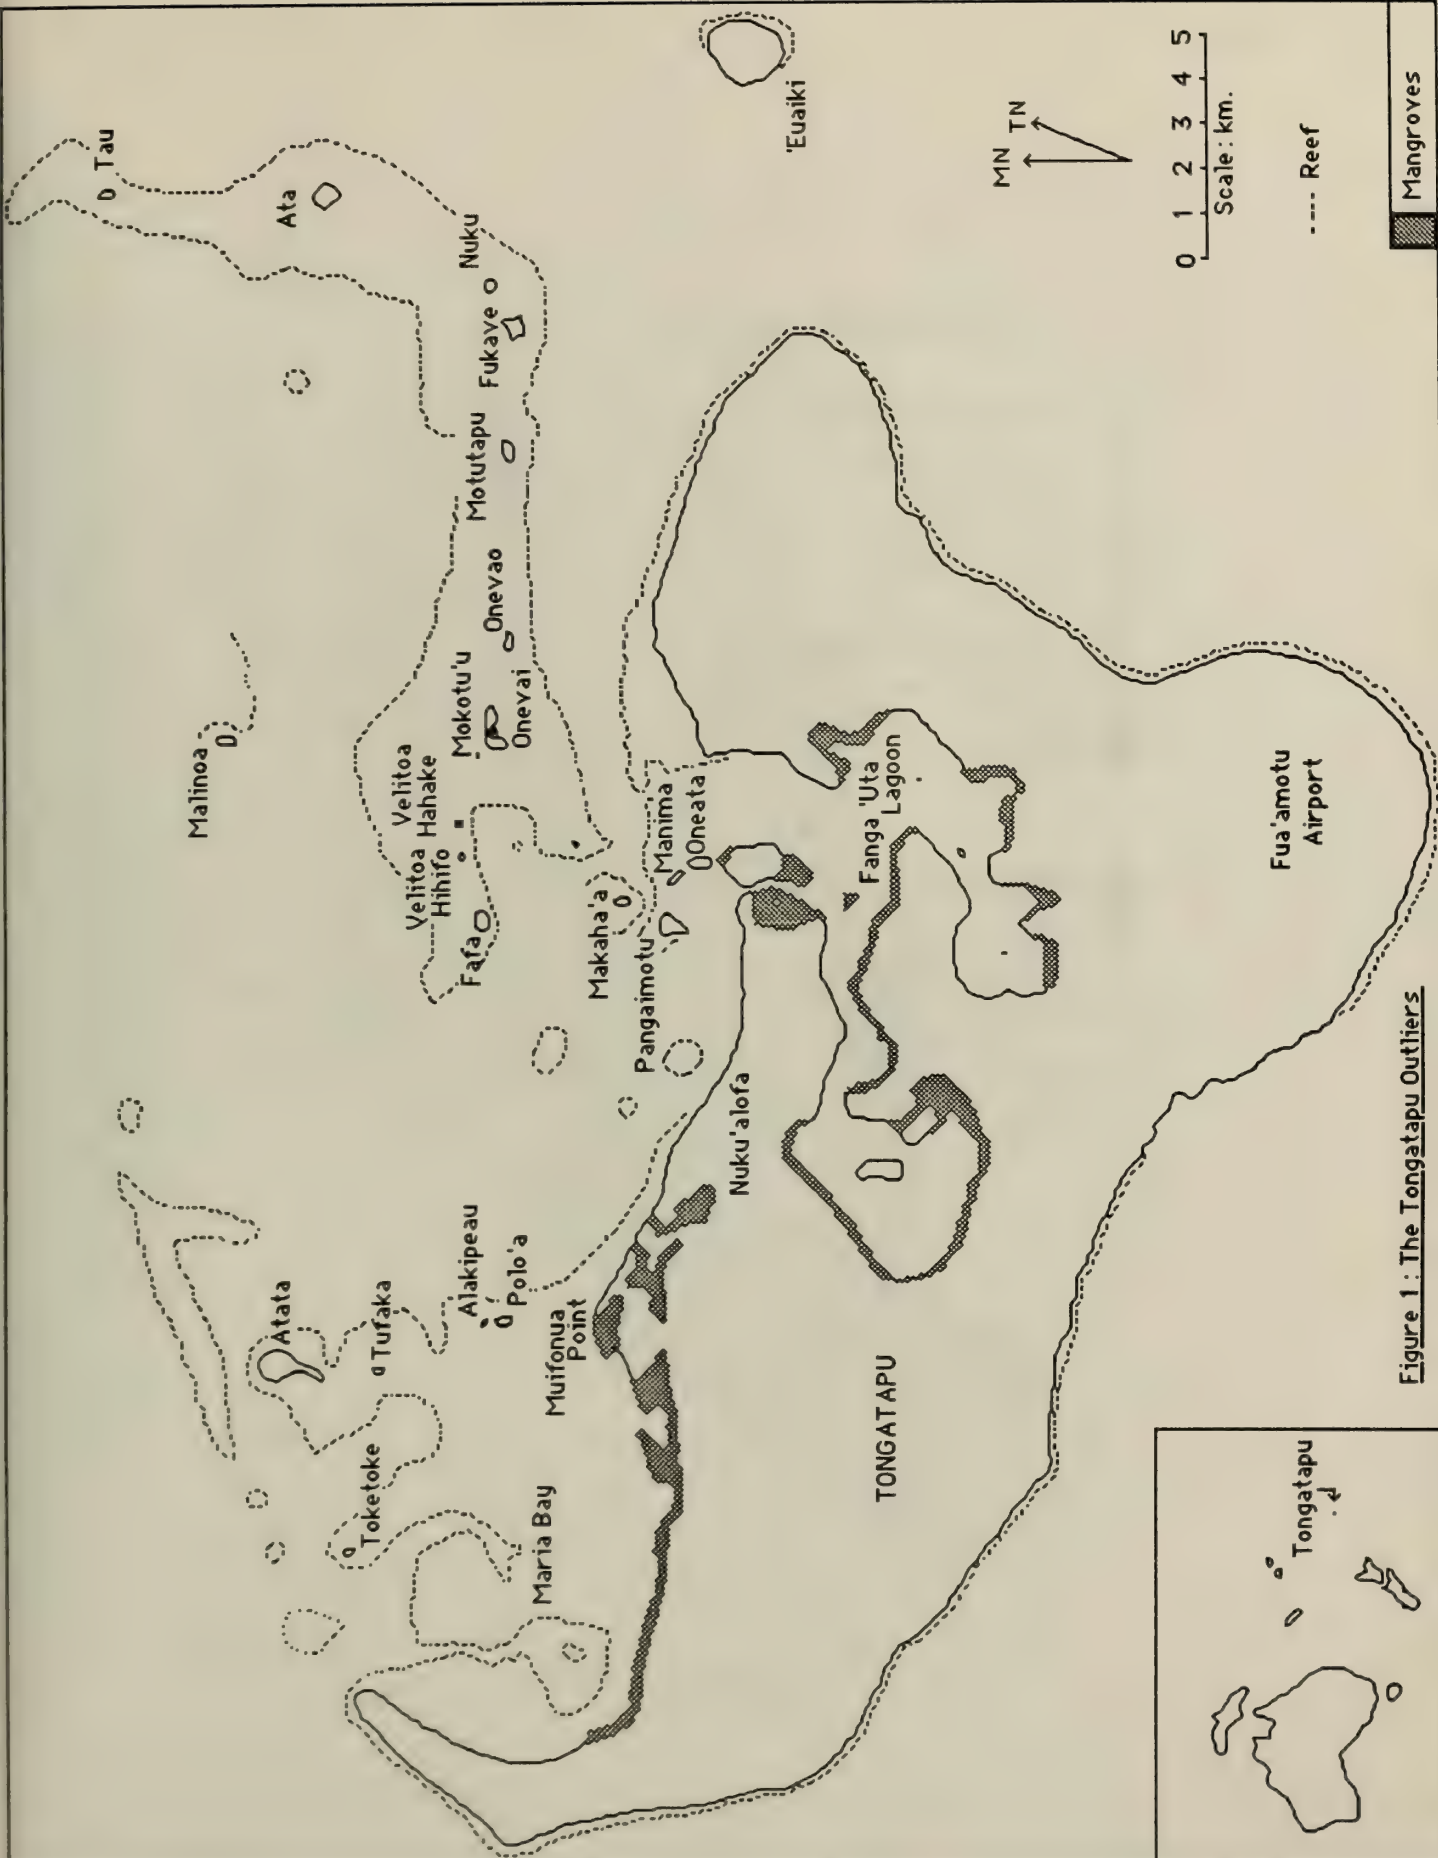 Tau
Ata
Nuku
Fukave
Motutapu
Onevao
Mokotu'u
Onevai
Malinoa
Velitoa
Hahake
Velitoa
Hihifo
Fafa
Makaha'a
Manima
Oneata
Pangaimotu
'Euaiki
Atata
Tufaka
Alakipeau
Polo'a
Toketoke
Maria Bay
Muifonua
Point
Nuku'alofa
Fanga 'Uta
Lagoon
TONGATAPU
Fua'amotu
Airport
MN
TN
0 1 2 3 4 5
Scale: km.
---- Reef
Mangroves
Tongatapu
Figure 1: The Tongatapu Outliers